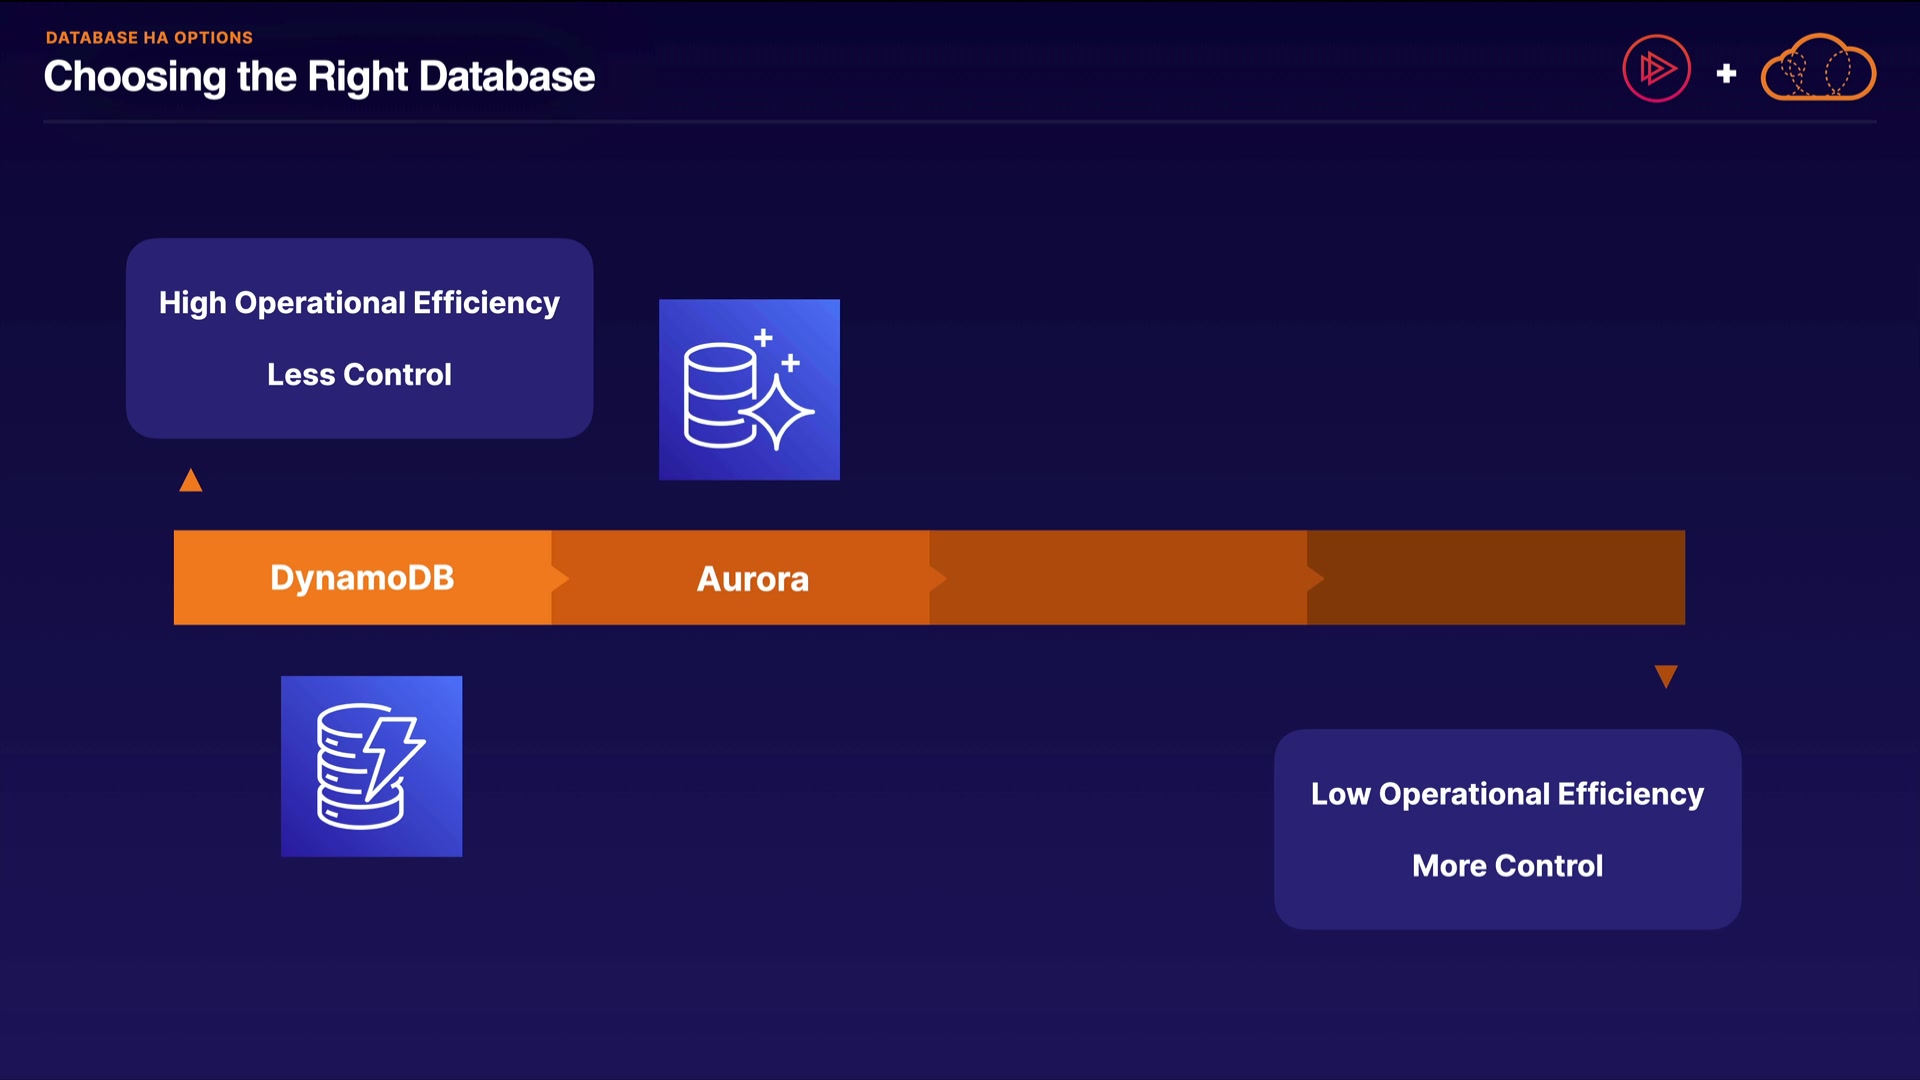 DATABASE HA OPTIONS
Choosing the Right Database
High Operational Efficiency
Less Control
DynamoDB
Aurora
Low Operational Efficiency
More Control